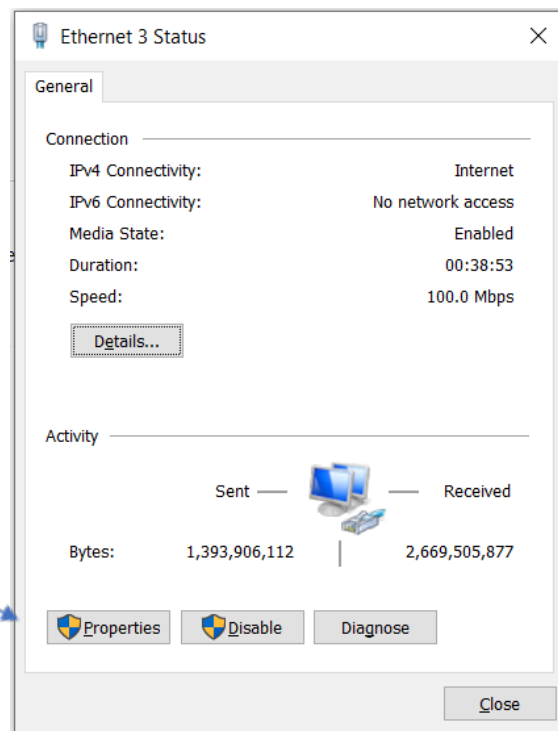 Ethernet 3 Status
General
Connection
IPv4 Connectivity: Internet
IPv6 Connectivity: No network access
Media State: Enabled
Duration: 00:38:53
Speed: 100.0 Mbps
Details...
Activity
Sent Received
Bytes: 1,393,906,112 2,669,505,877
Properties Disable Diagnose
Close